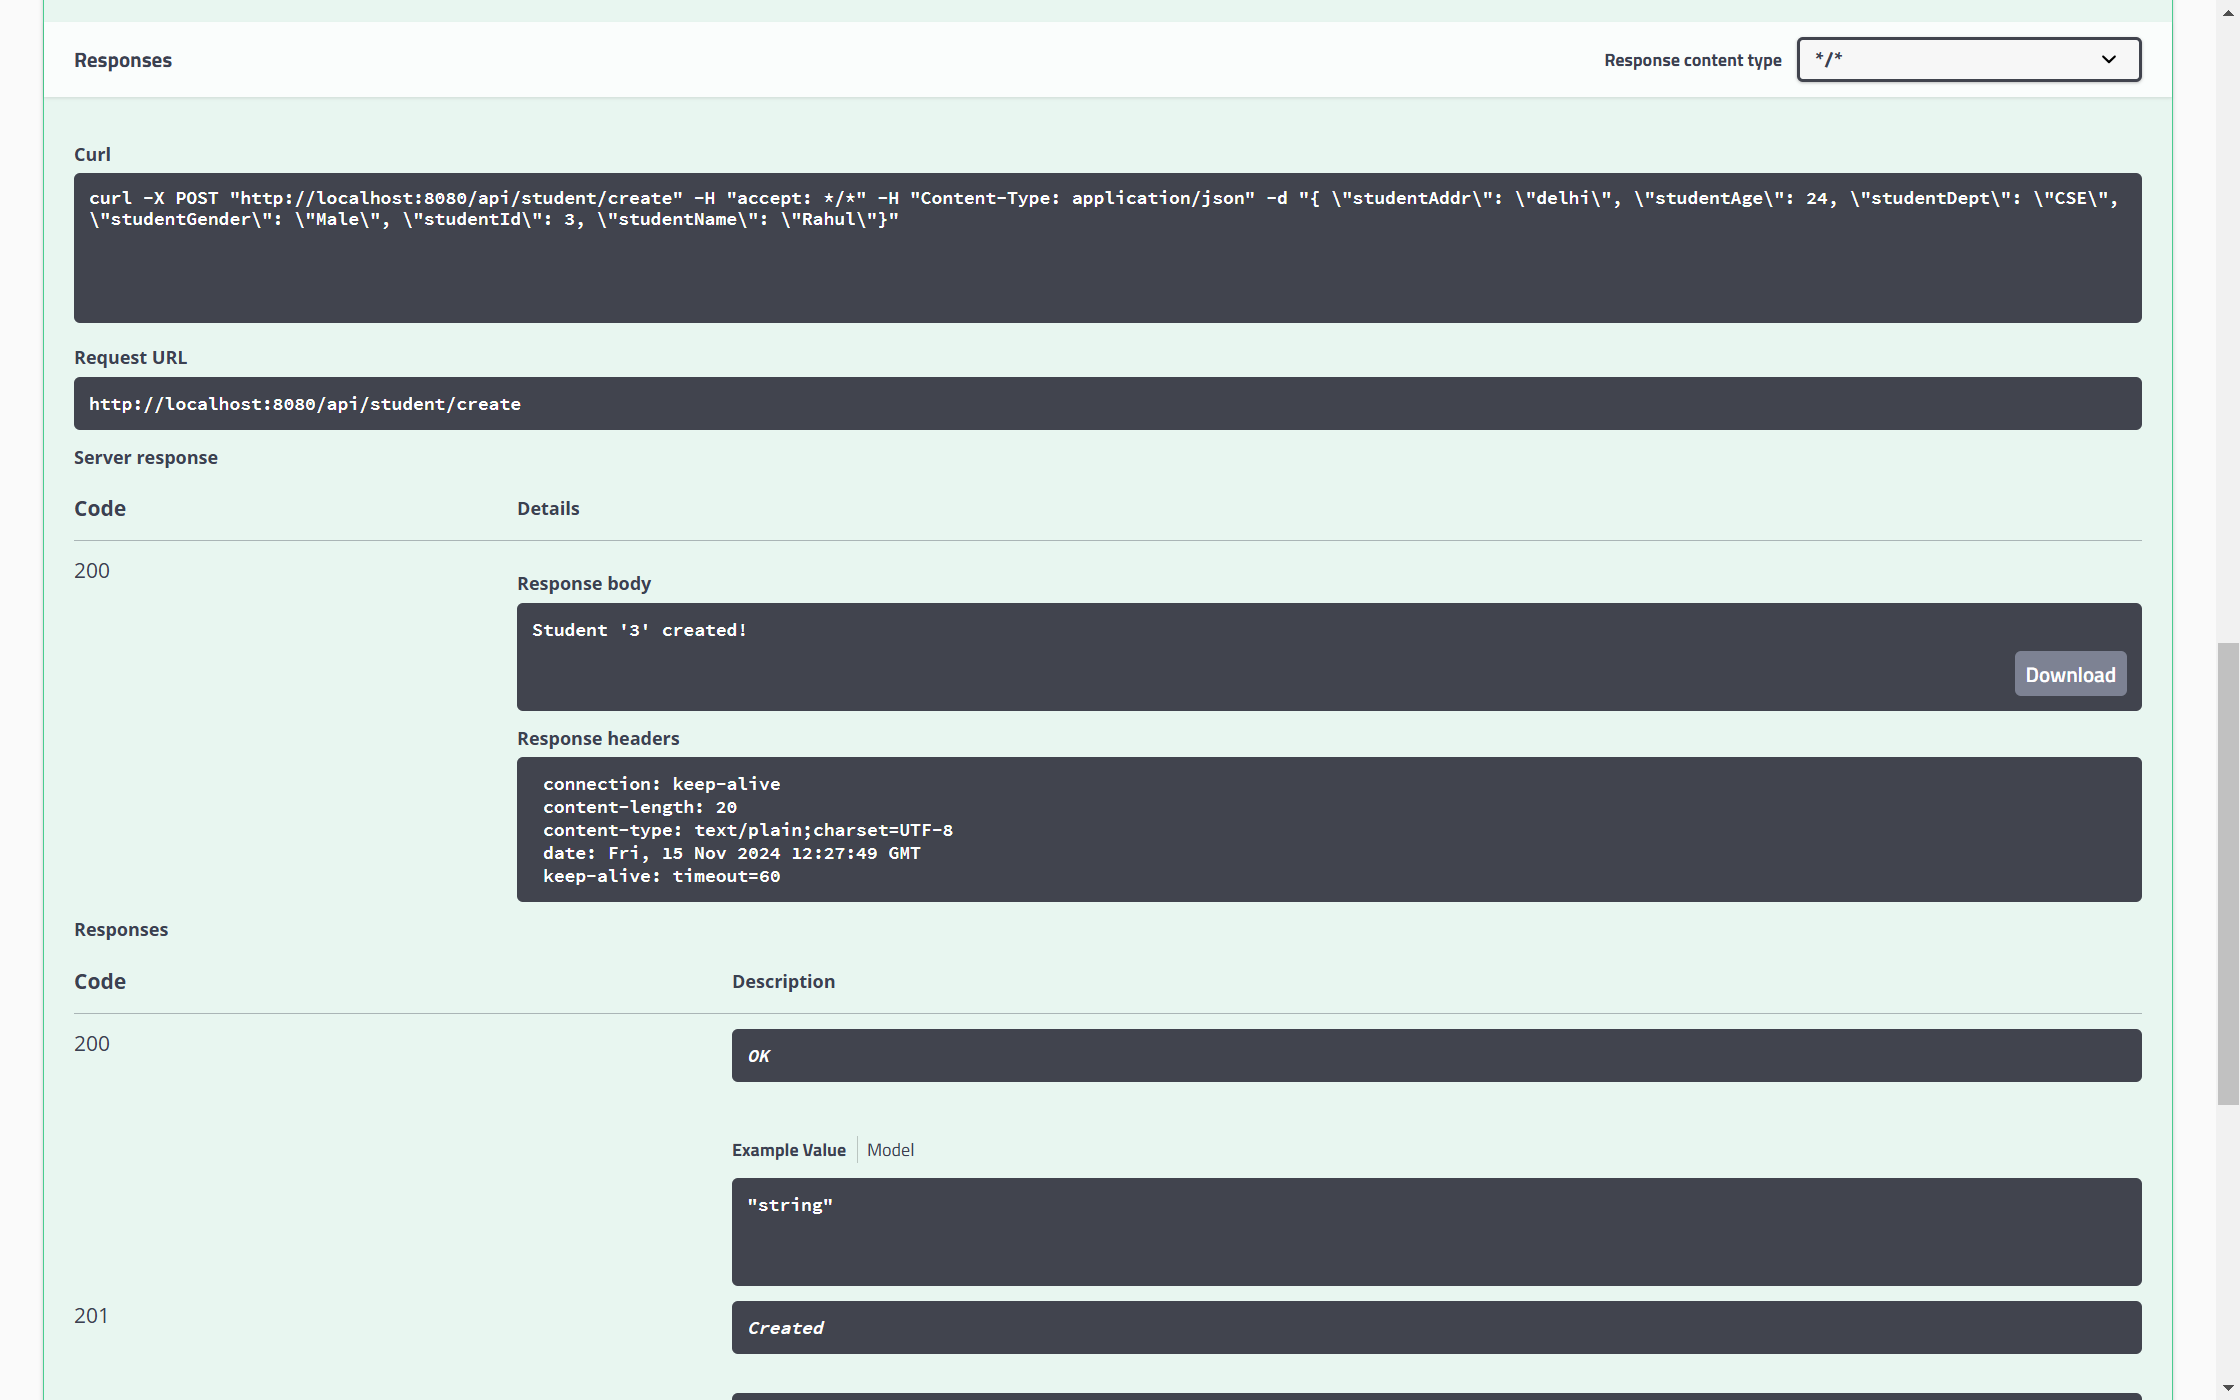 Responses
Response content type */*
Curl
curl -X POST "http://localhost:8080/api/student/create" -H "accept: */*" -H "Content-Type: application/json" -d "{ \"studentAddr\": \"delhi\", \"studentAge\": 24, \"studentDept\": \"CSE\",
\"studentGender\": \"Male\", \"studentId\": 3, \"studentName\": \"Rahul\"}"
Request URL
http://localhost:8080/api/student/create
Server response
Code Details
200
Response body
Student '3' created!
Download
Response headers
connection: keep-alive
content-length: 20
content-type: text/plain;charset=UTF-8
date: Fri, 15 Nov 2024 12:27:49 GMT
keep-alive: timeout=60
Responses
Code Description
200
OK
Example Value Model
"string"
201
Created